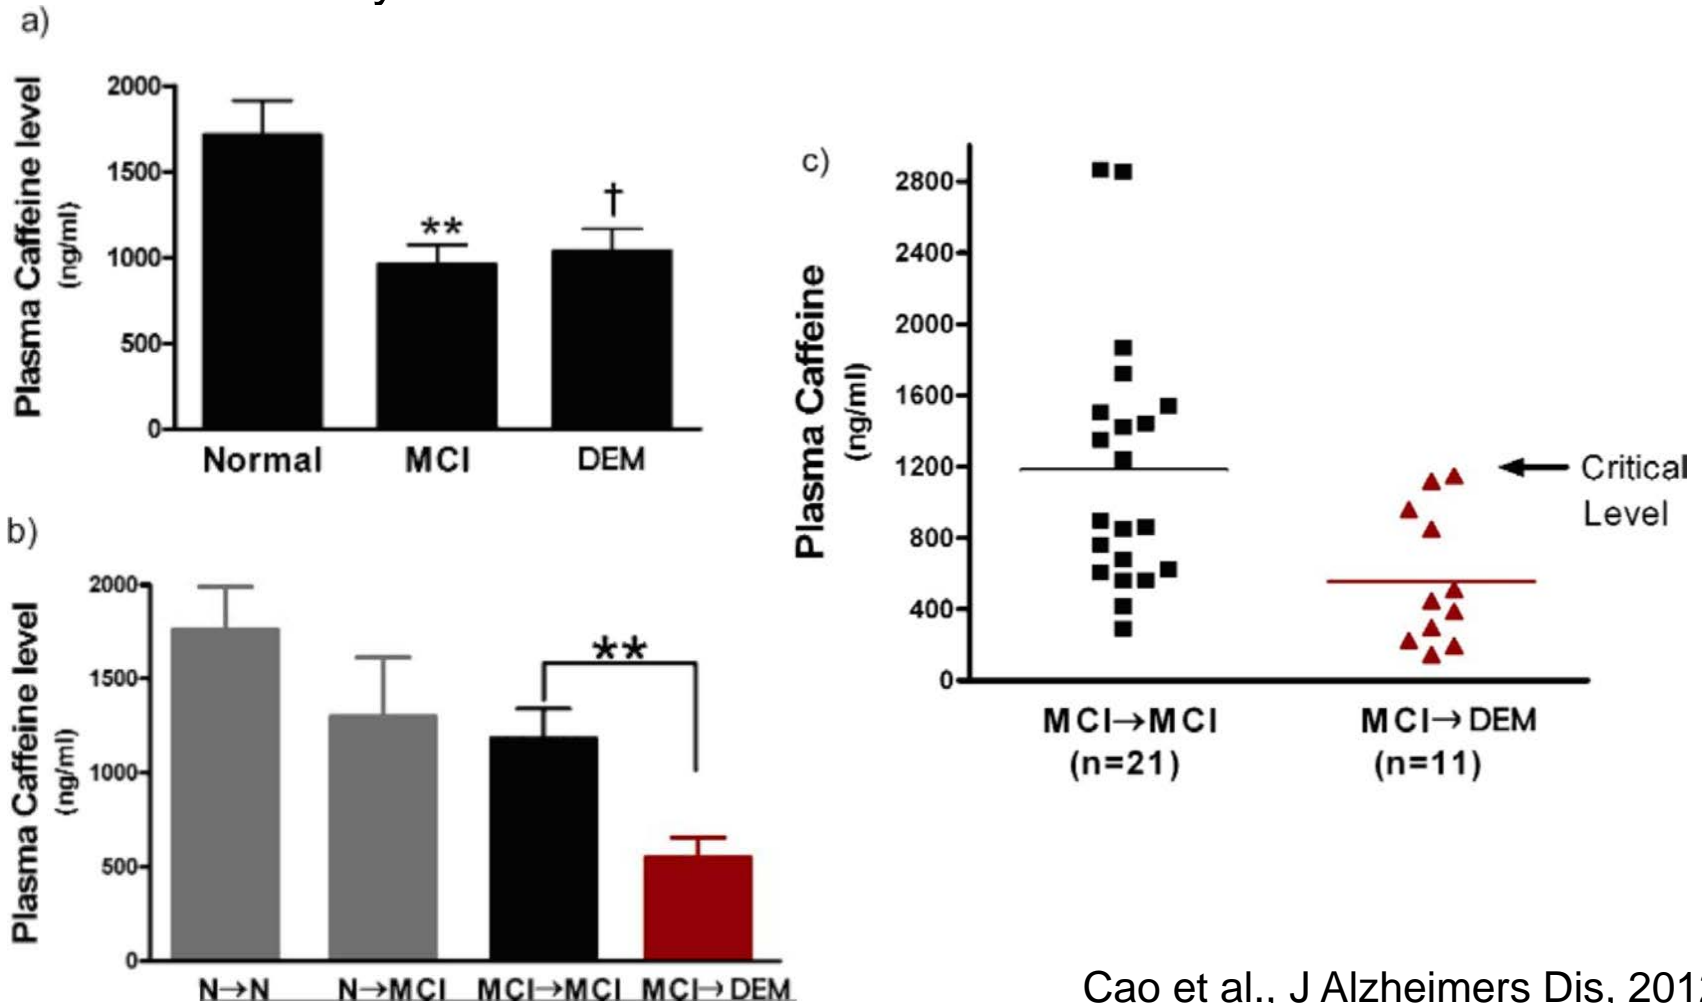 a)
Plasma Caffeine level
(ng/ml)
2000
1500
1000
500
0
**
†
Normal MCI DEM
b)
Plasma Caffeine level
(ng/ml)
2000
1500
1000
500
0
**
N→N N→MCI MCI→MCI MCI→DEM
c)
Plasma Caffeine
(ng/ml)
2800
2400
2000
1600
1200
800
400
0
Critical
Level
MCI→MCI MCI→DEM
(n=21) (n=11)
Cao et al., J Alzheimers Dis. 2012